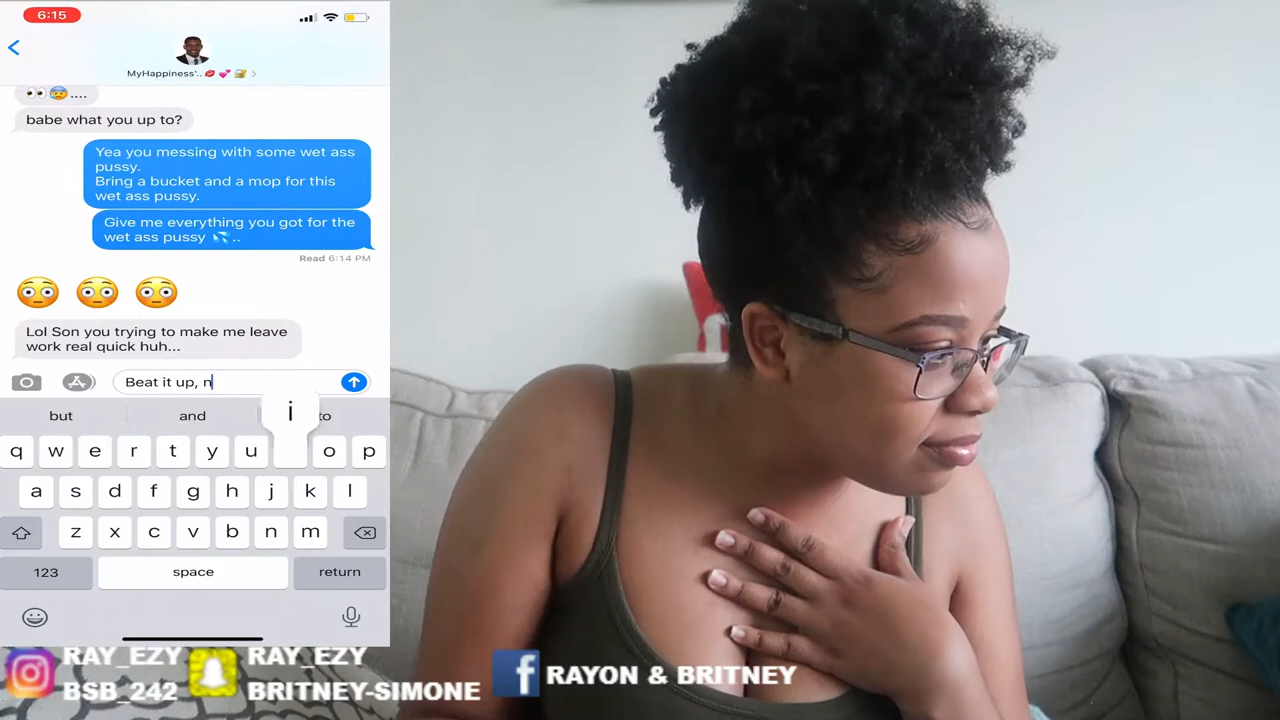 6:15
MyHappiness'..💋💕🔐 >
👀😰....
babe what you up to?
Yea you messing with some wet ass
pussy.
Bring a bucket and a mop for this
wet ass pussy.
Give me everything you got for the
wet ass pussy 💦..
Read 6:14 PM
😳 😳 😳
Lol Son you trying to make me leave
work real quick huh...
Beat it up, n
but and to
i
q w e r t y u o p
a s d f g h j k l
z x c v b n m
123 space return
RAY_EZY RAY_EZY
BSB_242 BRITNEY-SIMONE
f RAYON & BRITNEY